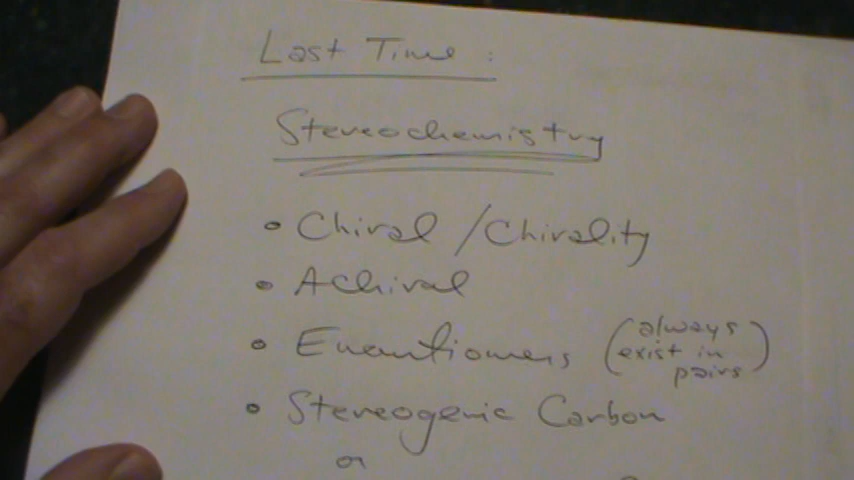 Last Time :
Stereochemistry
• Chiral / Chirality
• Achiral
• Enantiomers (always exist in pairs)
• Stereogenic Carbon
or